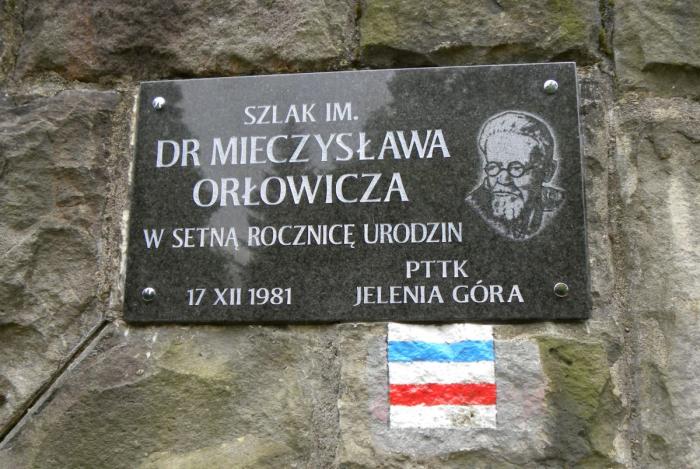 SZLAK IM.
DR MIECZYSŁAWA
ORŁOWICZA
W SETNĄ ROCZNICĘ URODZIN
PTTK
17 XII 1981 JELENIA GÓRA